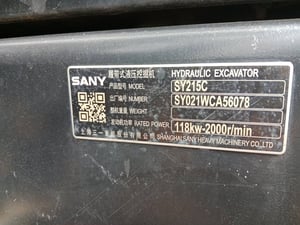 SANY 履带式液压挖掘机 HYDRAULIC EXCAVATOR
产品型号/MODEL SY215C
出厂编号/NUMBER SY021WCA56078
整机重量/WEIGHT
发动机功率/RATED POWER 118kw-2000r/min
SHANGHAI SANY HEAVY MACHINERY CO.,LTD